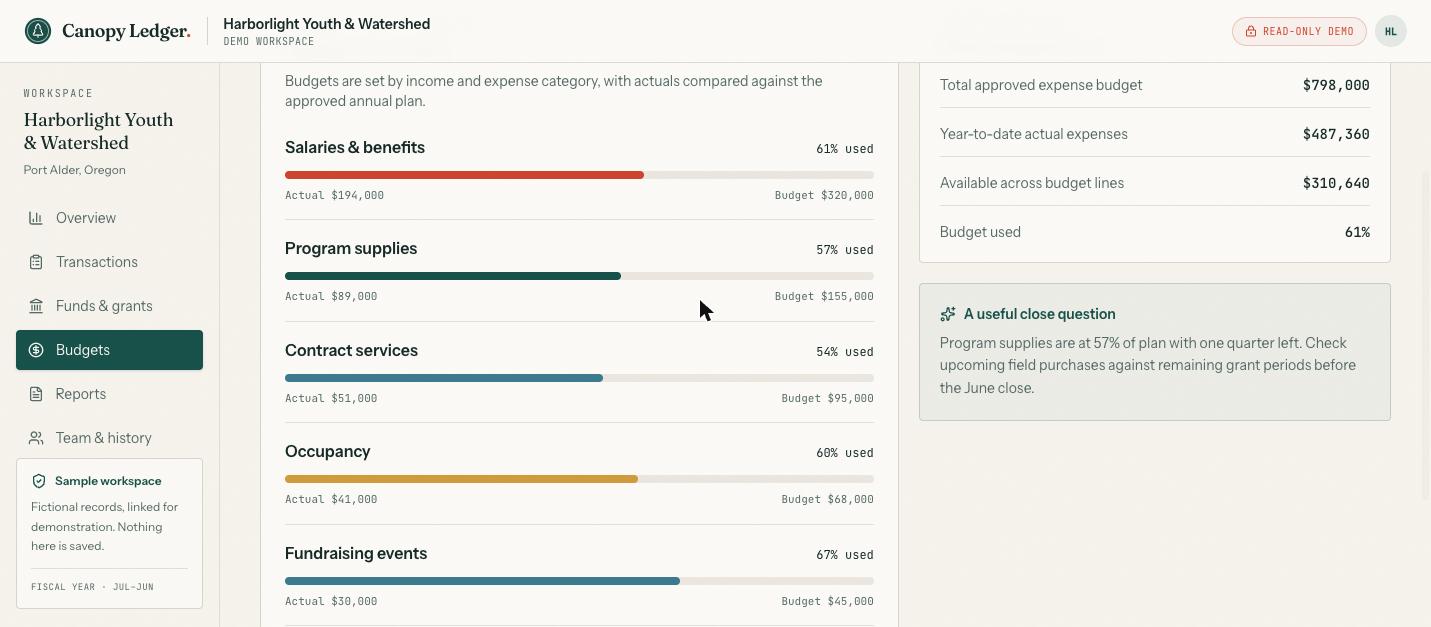 Canopy Ledger.
Harborlight Youth & Watershed
DEMO WORKSPACE
READ-ONLY DEMO
HL
WORKSPACE
Harborlight Youth
& Watershed
Port Alder, Oregon
Overview
Transactions
Funds & grants
Budgets
Reports
Team & history
Sample workspace
Fictional records, linked for
demonstration. Nothing
here is saved.
FISCAL YEAR · JUL–JUN
Budgets are set by income and expense category, with actuals compared against the
approved annual plan.
Salaries & benefits
61% used
Actual $194,000
Budget $320,000
Program supplies
57% used
Actual $89,000
Budget $155,000
Contract services
54% used
Actual $51,000
Budget $95,000
Occupancy
60% used
Actual $41,000
Budget $68,000
Fundraising events
67% used
Actual $30,000
Budget $45,000
Total approved expense budget
$798,000
Year-to-date actual expenses
$487,360
Available across budget lines
$310,640
Budget used
61%
A useful close question
Program supplies are at 57% of plan with one quarter left. Check
upcoming field purchases against remaining grant periods before
the June close.